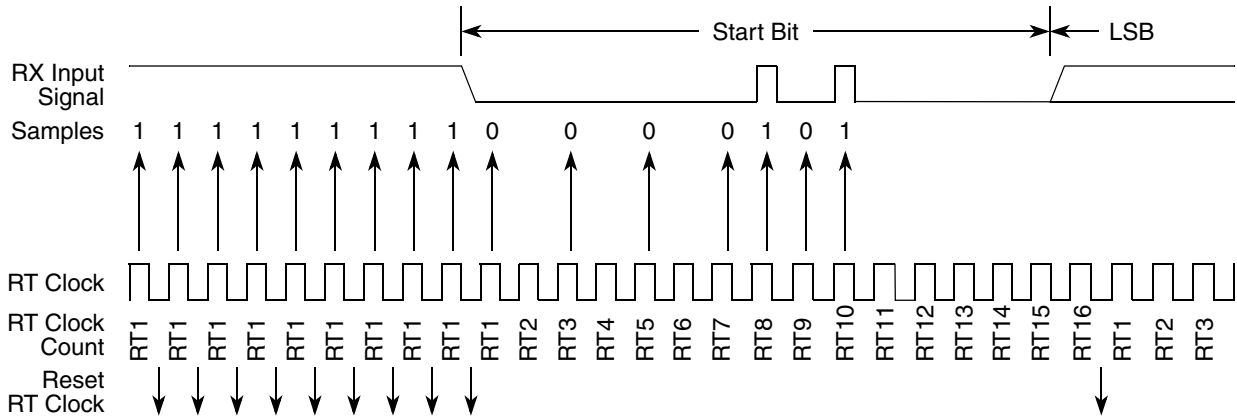 Start Bit LSB
RX Input
Signal
Samples 1 1 1 1 1 1 1 1 1 0 0 0 0 1 0 1
RT Clock
RT Clock
Count
RT1 RT1 RT1 RT1 RT1 RT1 RT1 RT1 RT1 RT1 RT2 RT3 RT4 RT5 RT6 RT7 RT8 RT9 RT10 RT11 RT12 RT13 RT14 RT15 RT16 RT1 RT2 RT3
Reset
RT Clock